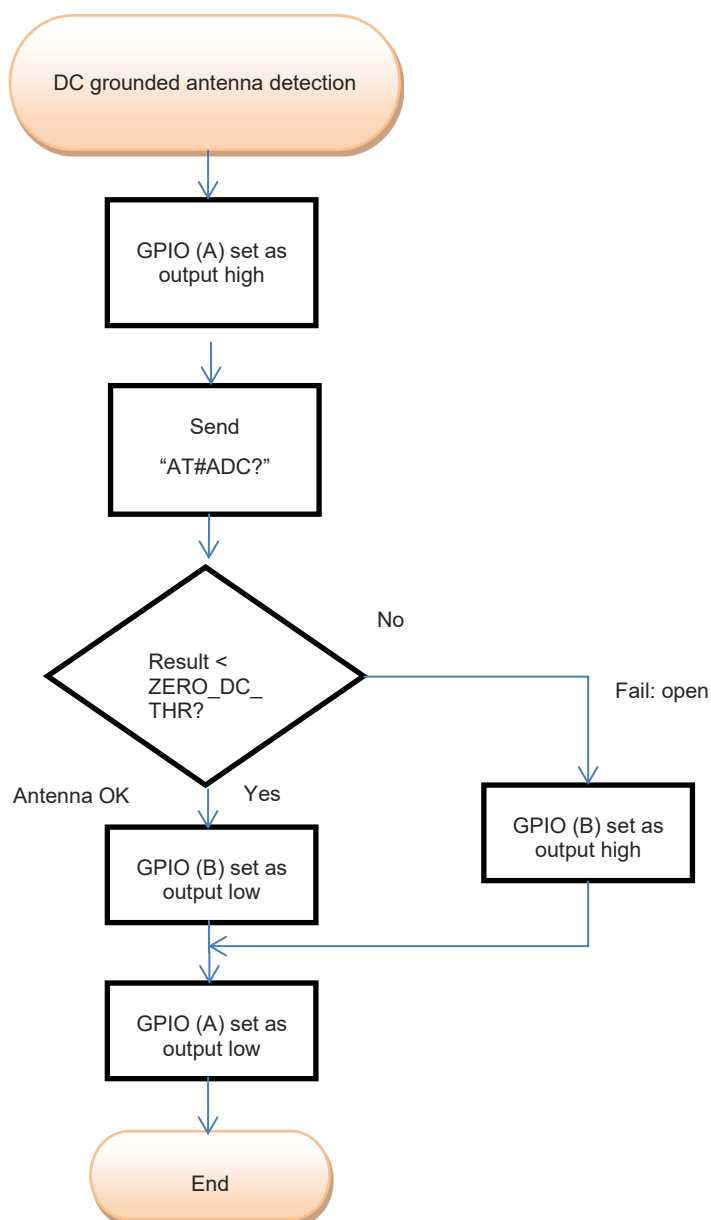 DC grounded antenna detection
GPIO (A) set as
output high
Send
“AT#ADC?”
No
Result <
ZERO_DC_
THR?
Fail: open
Antenna OK
Yes
GPIO (B) set as
output high
GPIO (B) set as
output low
GPIO (A) set as
output low
End